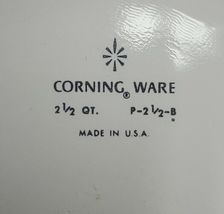 CORNING® WARE
2 1/2 QT. P-2 1/2-B
MADE IN U.S.A.